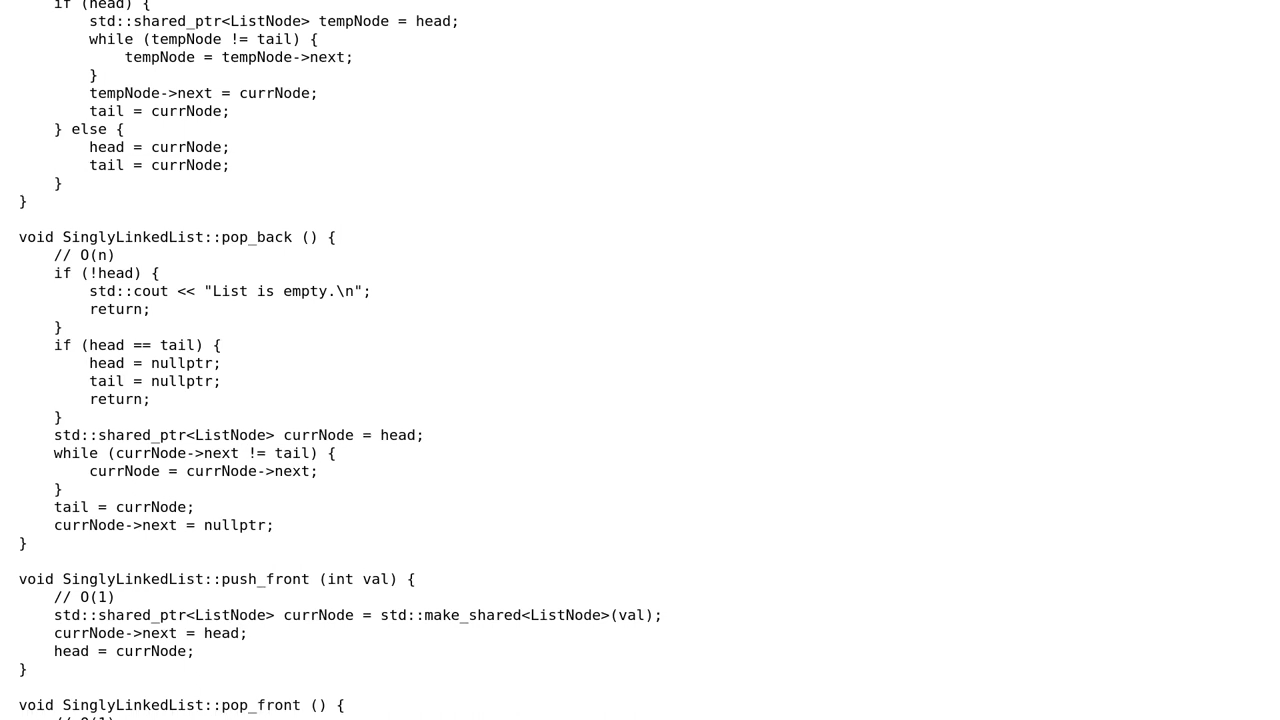 if (head) {
std::shared_ptr<ListNode> tempNode = head;
while (tempNode != tail) {
tempNode = tempNode->next;
}
tempNode->next = currNode;
tail = currNode;
} else {
head = currNode;
tail = currNode;
}
}
void SinglyLinkedList::pop_back () {
// O(n)
if (!head) {
std::cout << "List is empty.\n";
return;
}
if (head == tail) {
head = nullptr;
tail = nullptr;
return;
}
std::shared_ptr<ListNode> currNode = head;
while (currNode->next != tail) {
currNode = currNode->next;
}
tail = currNode;
currNode->next = nullptr;
}
void SinglyLinkedList::push_front (int val) {
// O(1)
std::shared_ptr<ListNode> currNode = std::make_shared<ListNode>(val);
currNode->next = head;
head = currNode;
}
void SinglyLinkedList::pop_front () {
// O(1)